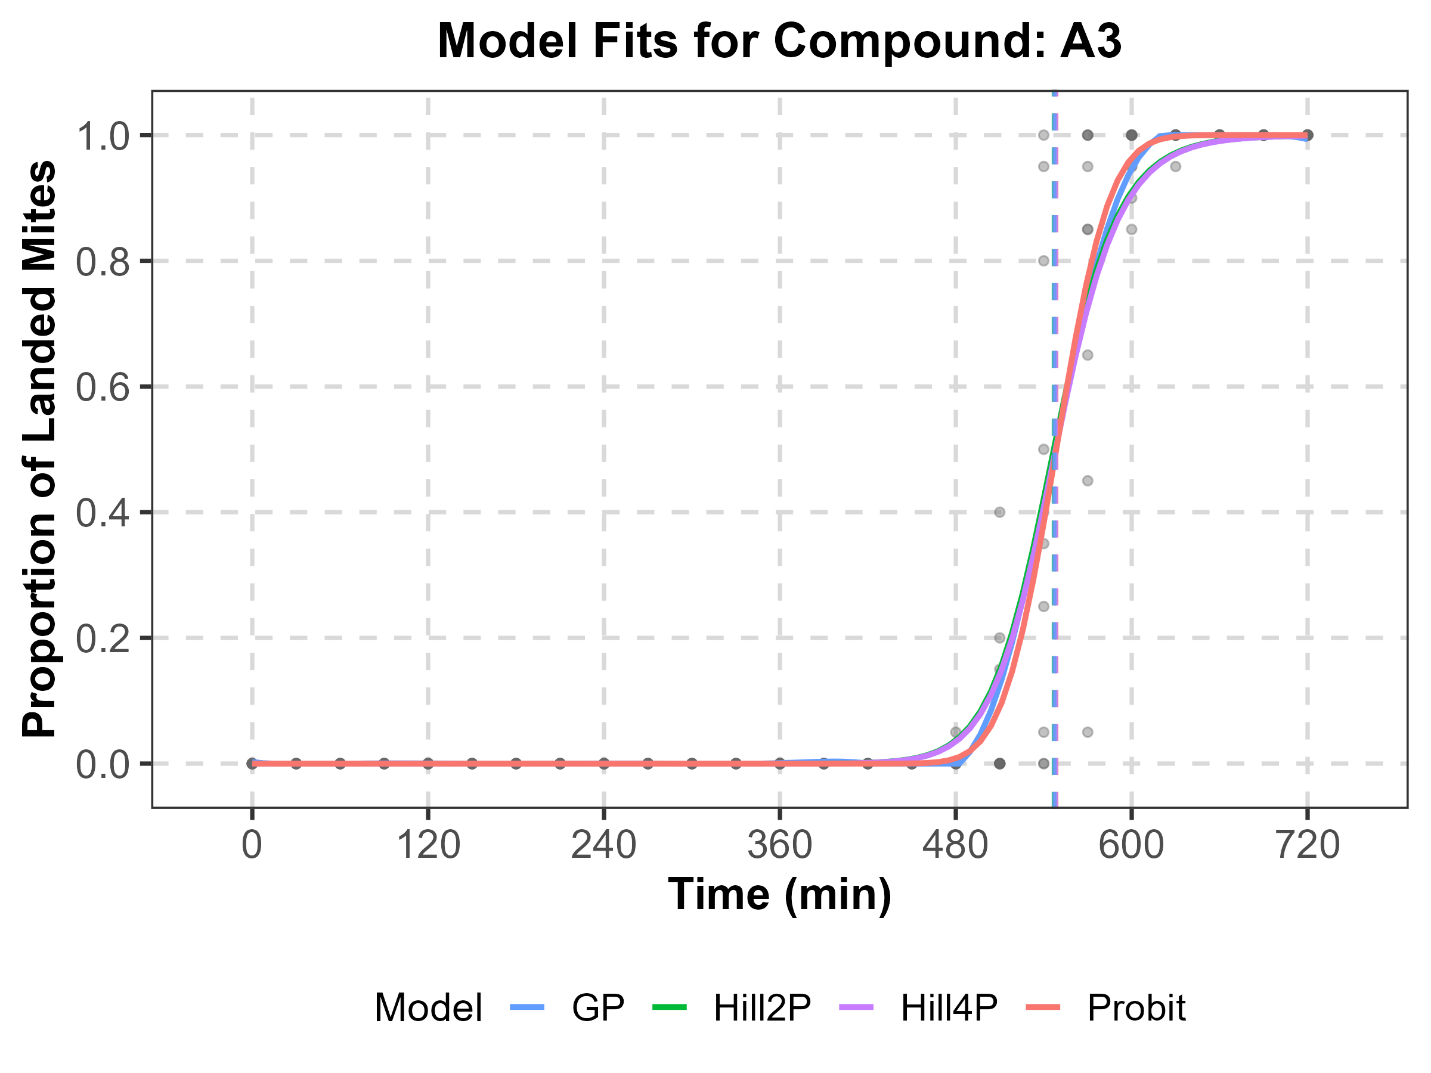 Model Fits for Compound: A3
Proportion of Landed Mites
1.0
0.8
0.6
0.4
0.2
0.0
0 120 240 360 480 600 720
Time (min)
Model GP Hill2P Hill4P Probit